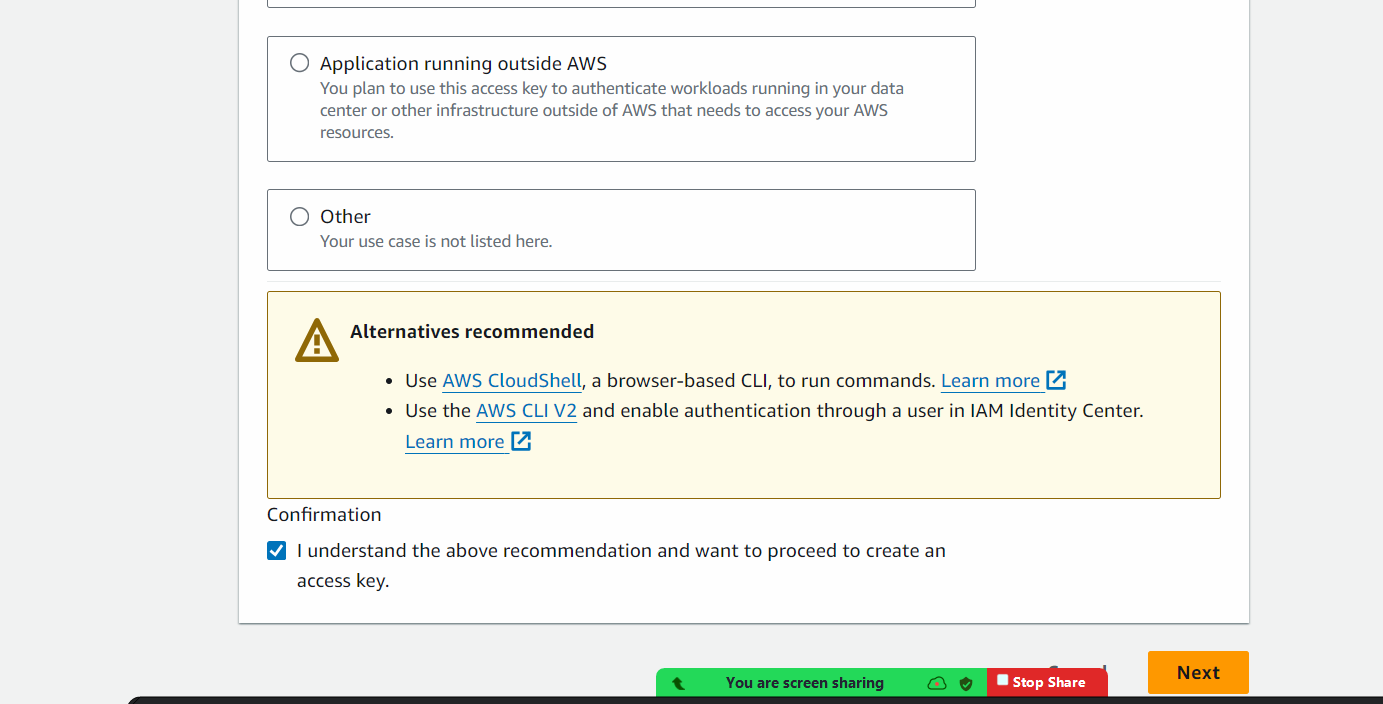 Application running outside AWS
You plan to use this access key to authenticate workloads running in your data
center or other infrastructure outside of AWS that needs to access your AWS
resources.
Other
Your use case is not listed here.
Alternatives recommended
• Use AWS CloudShell, a browser-based CLI, to run commands. Learn more
• Use the AWS CLI V2 and enable authentication through a user in IAM Identity Center.
Learn more
Confirmation
I understand the above recommendation and want to proceed to create an
access key.
Next
You are screen sharing
Stop Share